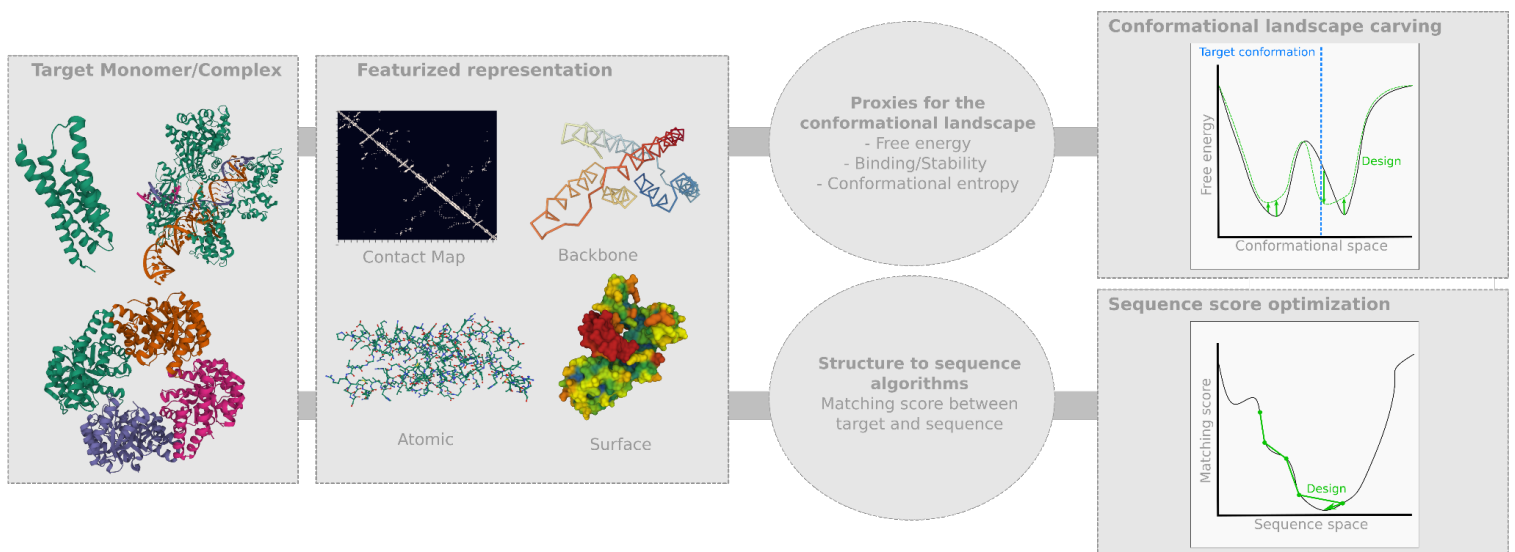 Target Monomer/Complex
Featurized representation
Contact Map
Backbone
Atomic
Surface
Proxies for the
conformational landscape
- Free energy
- Binding/Stability
- Conformational entropy
Structure to sequence
algorithms
Matching score between
target and sequence
Conformational landscape carving
Target conformation
Free energy
Design
Conformational space
Sequence score optimization
Matching score
Design
Sequence space